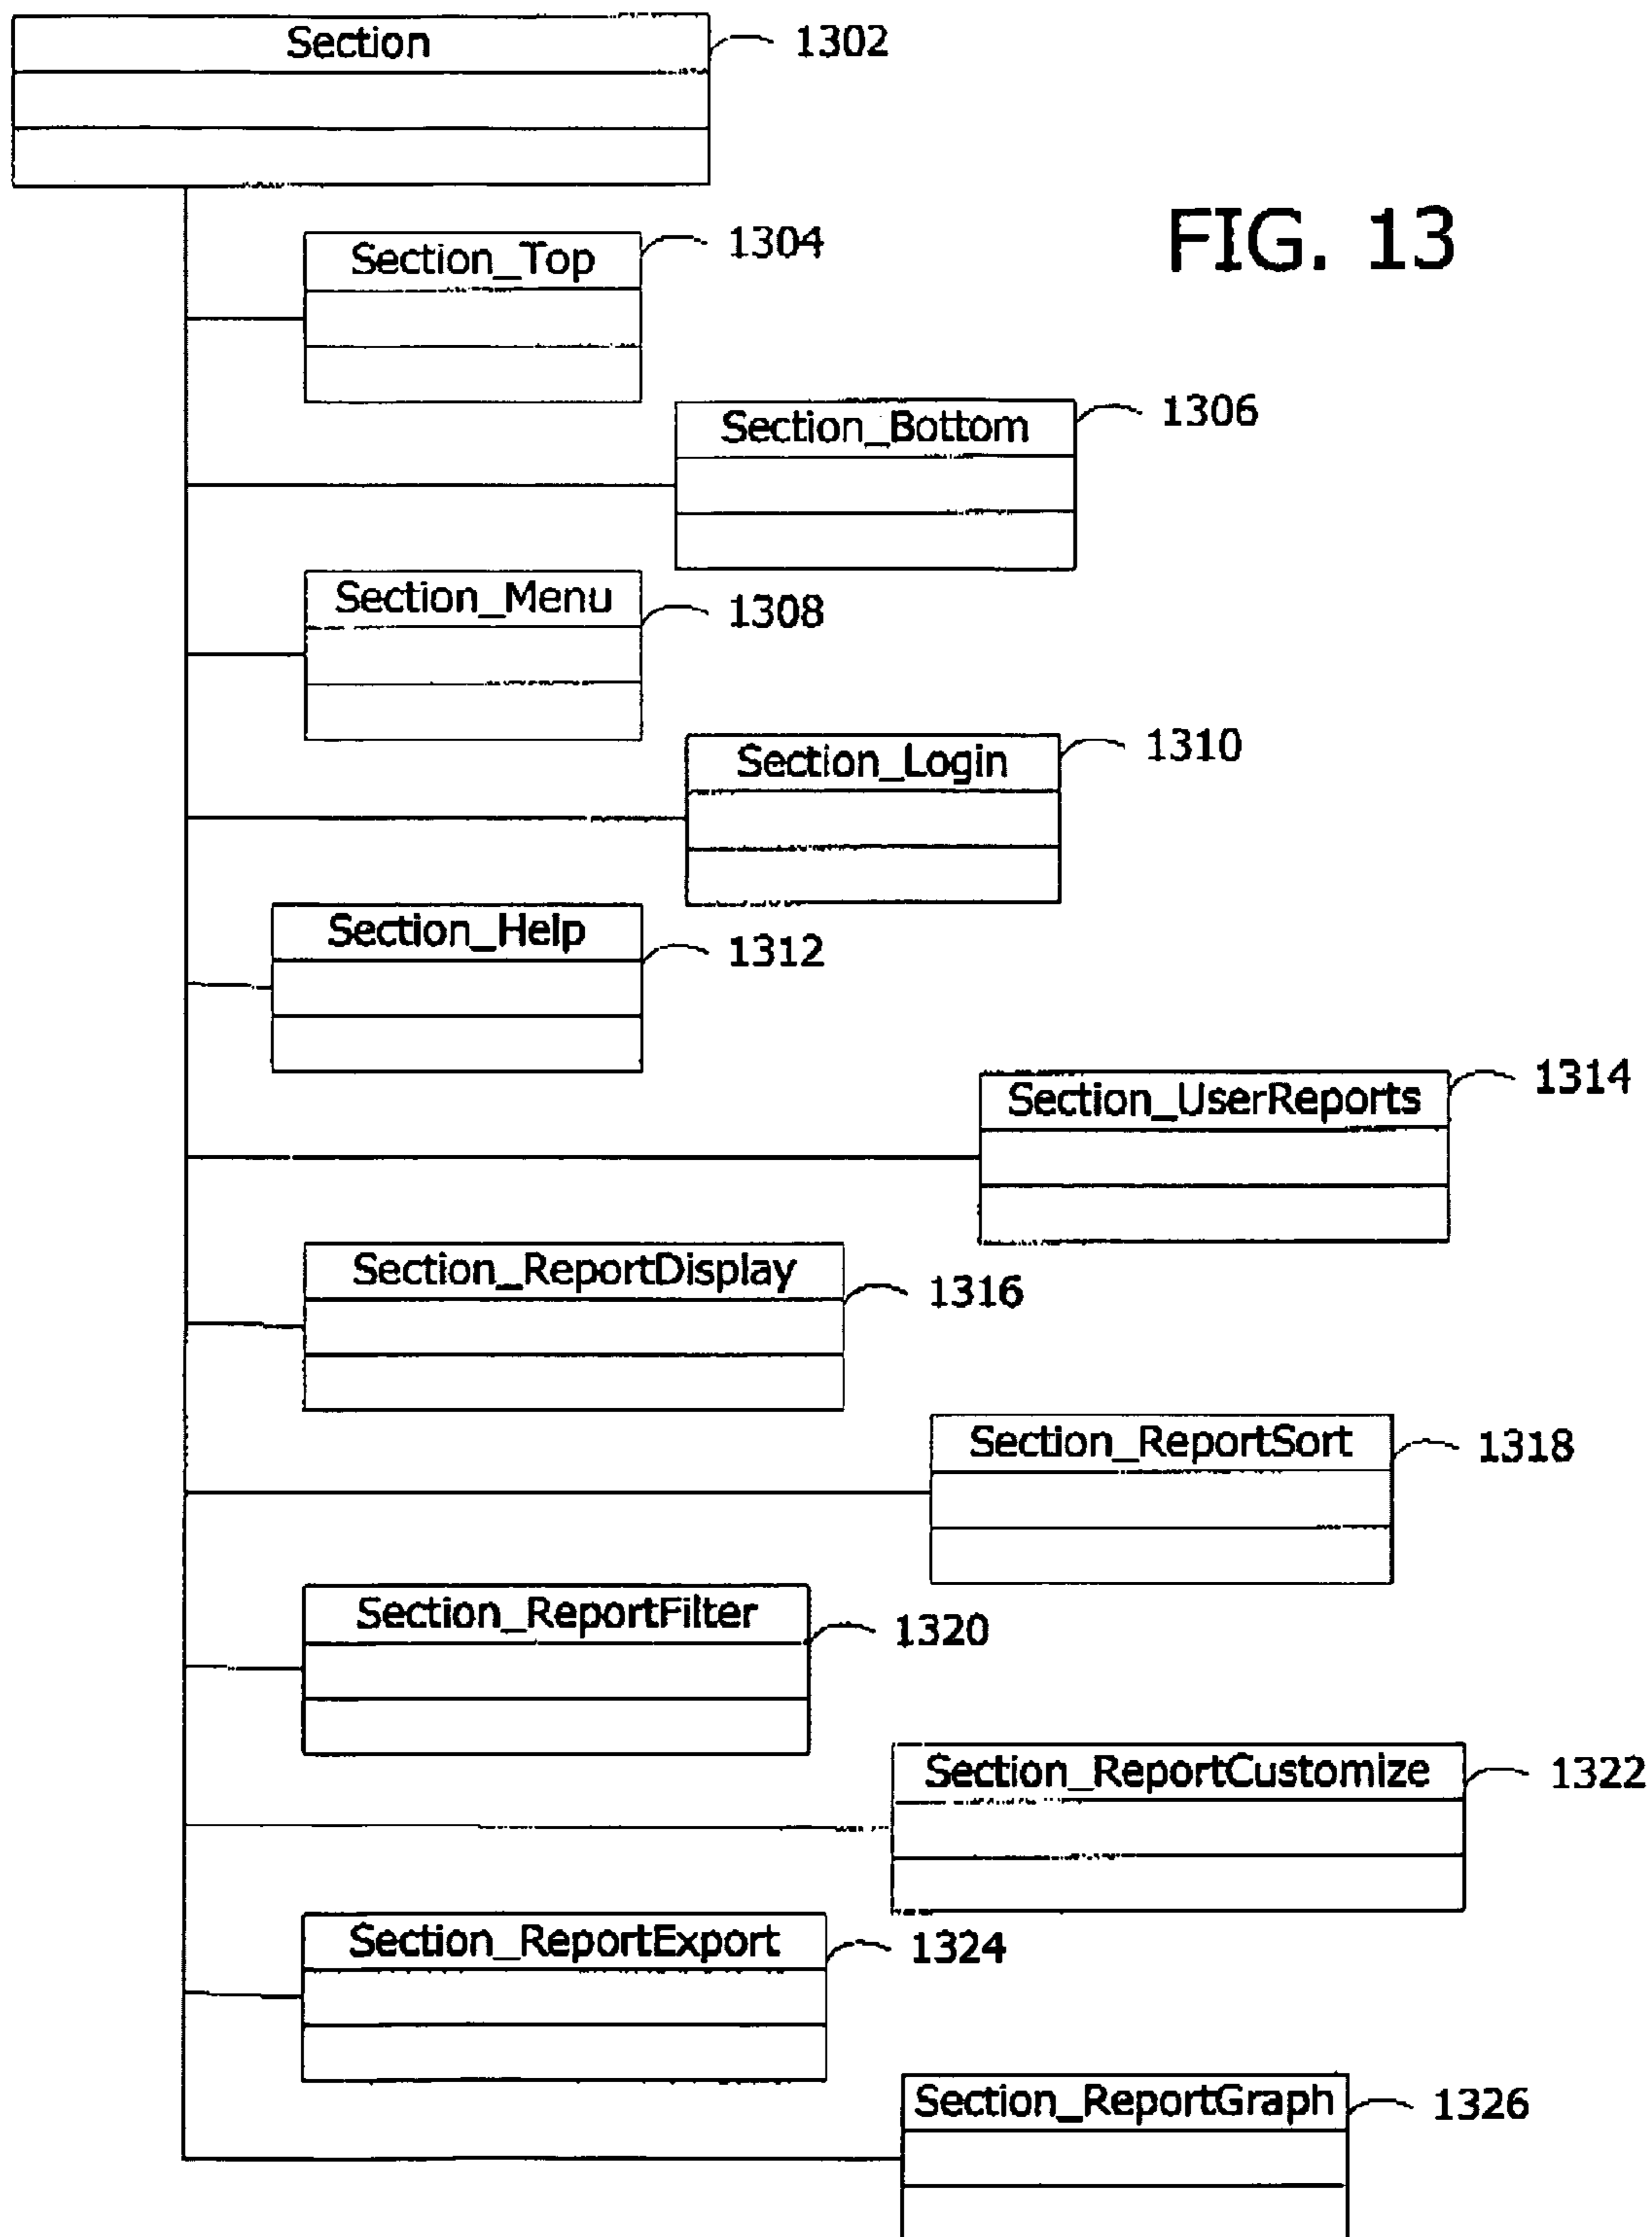 Section
1302
FIG. 13
Section_Top
1304
Section_Bottom
1306
Section_Menu
1308
Section_Login
1310
Section_Help
1312
Section_UserReports
1314
Section_ReportDisplay
1316
Section_ReportSort
1318
Section_ReportFilter
1320
Section_ReportCustomize
1322
Section_ReportExport
1324
Section_ReportGraph
1326